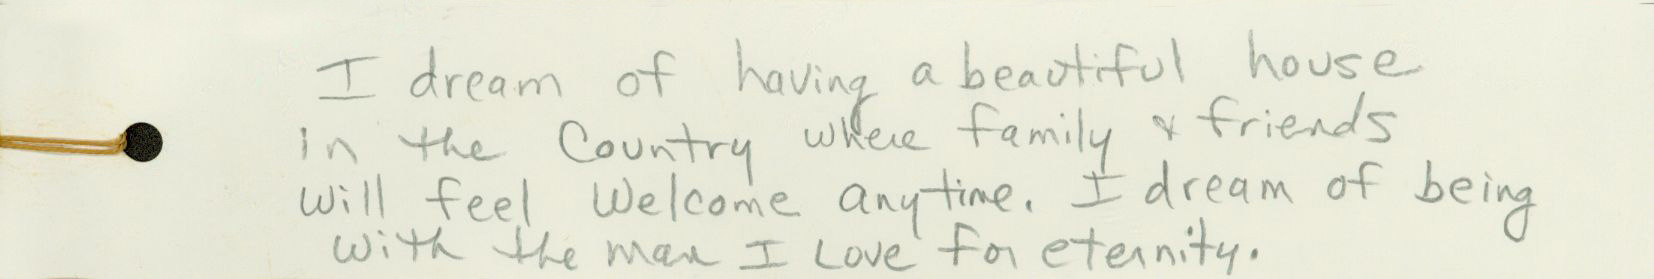 I dream of having a beautiful house
in the Country where family & friends
will feel Welcome anytime. I dream of being
with the man I Love for eternity.